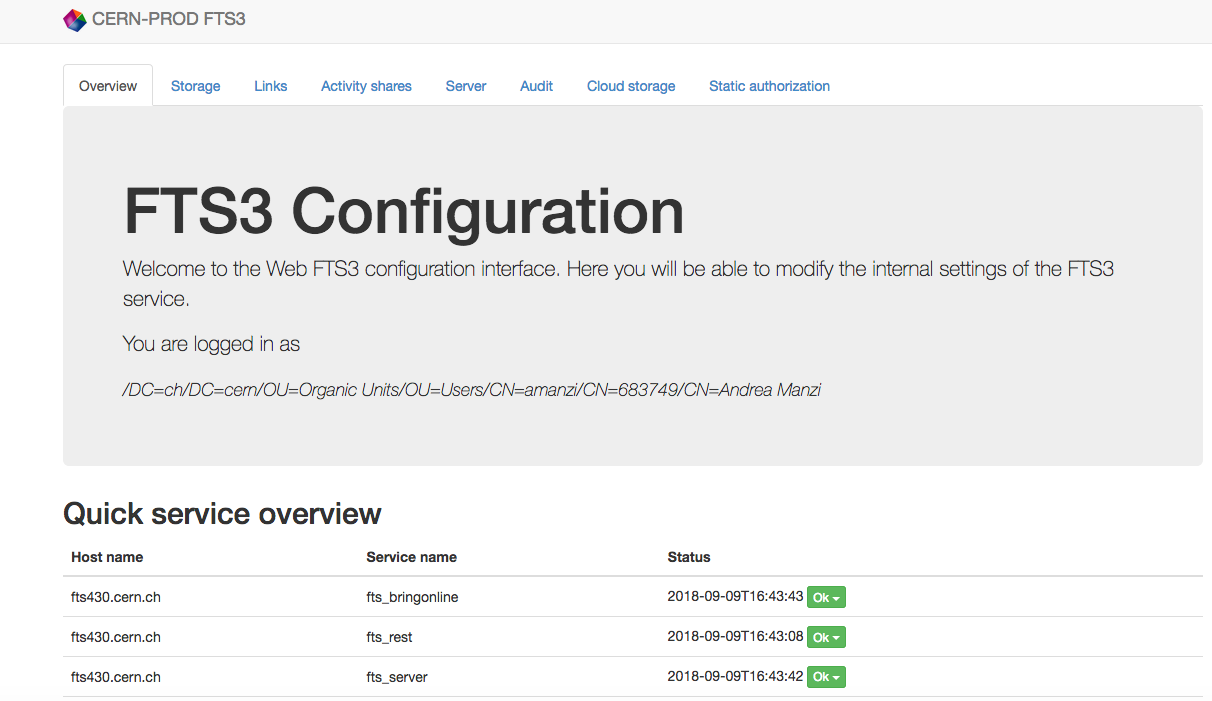 CERN-PROD FTS3
Overview Storage Links Activity shares Server Audit Cloud storage Static authorization
FTS3 Configuration
Welcome to the Web FTS3 configuration interface. Here you will be able to modify the internal settings of the FTS3
service.
You are logged in as
/DC=ch/DC=cern/OU=Organic Units/OU=Users/CN=amanzi/CN=683749/CN=Andrea Manzi
Quick service overview
Host name Service name Status
fts430.cern.ch fts_bringonline 2018-09-09T16:43:43 Ok
fts430.cern.ch fts_rest 2018-09-09T16:43:08 Ok
fts430.cern.ch fts_server 2018-09-09T16:43:42 Ok